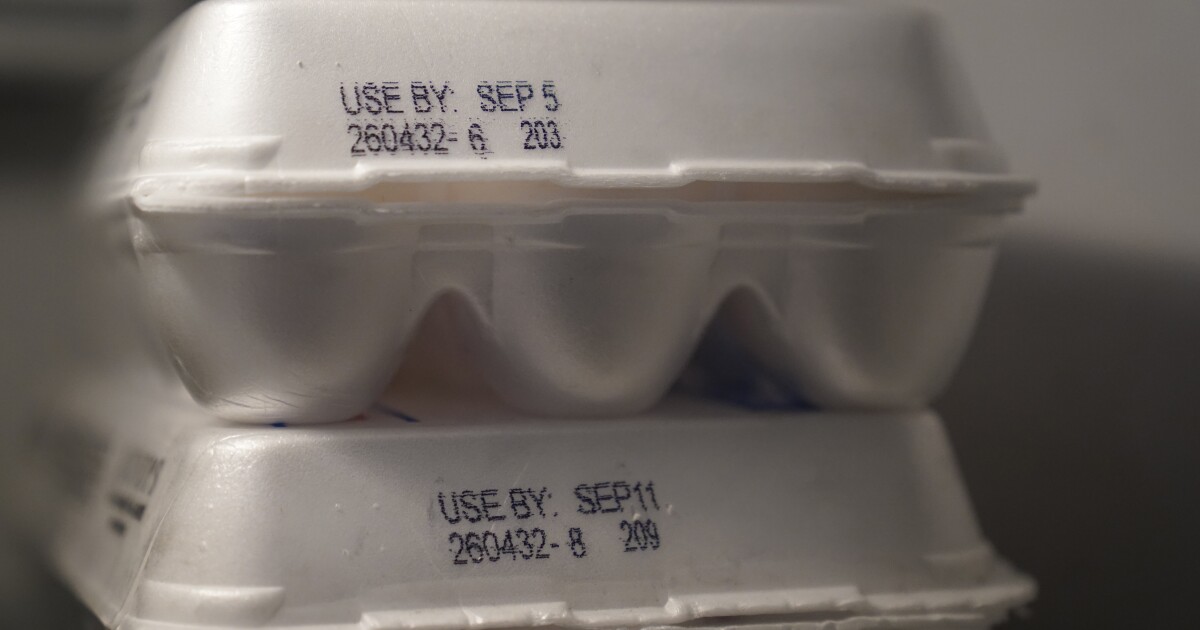 USE BY: SEP 5
260432- 6 203
USE BY: SEP11
260432- 8 209